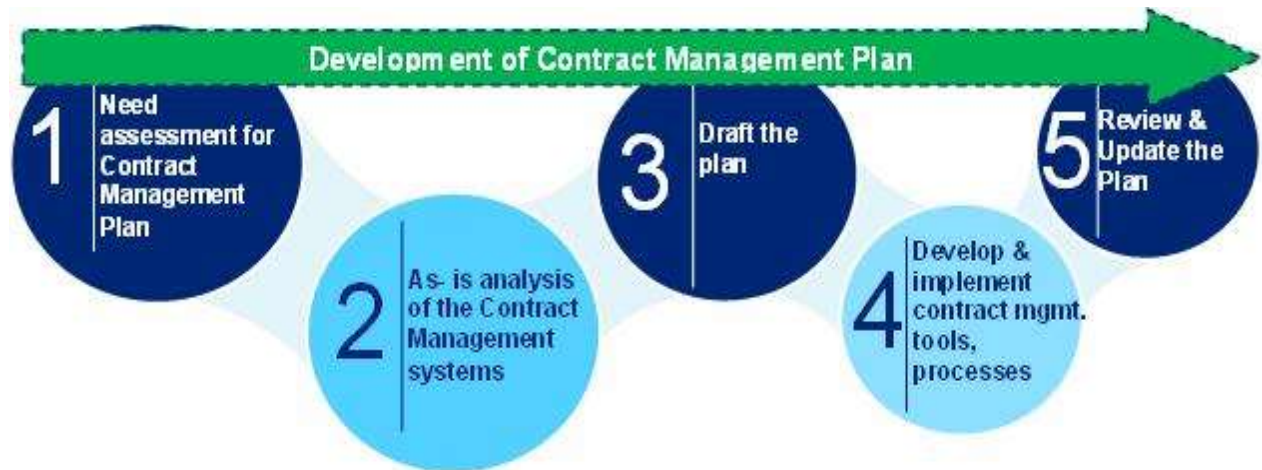 Development of Contract Management Plan
1
Need
assessment for
Contract
Management
Plan
2
As- is analysis
of the Contract
Management
systems
3
Draft the
plan
4
Develop &
implement
contract mgmt.
tools,
processes
5
Review &
Update the
Plan